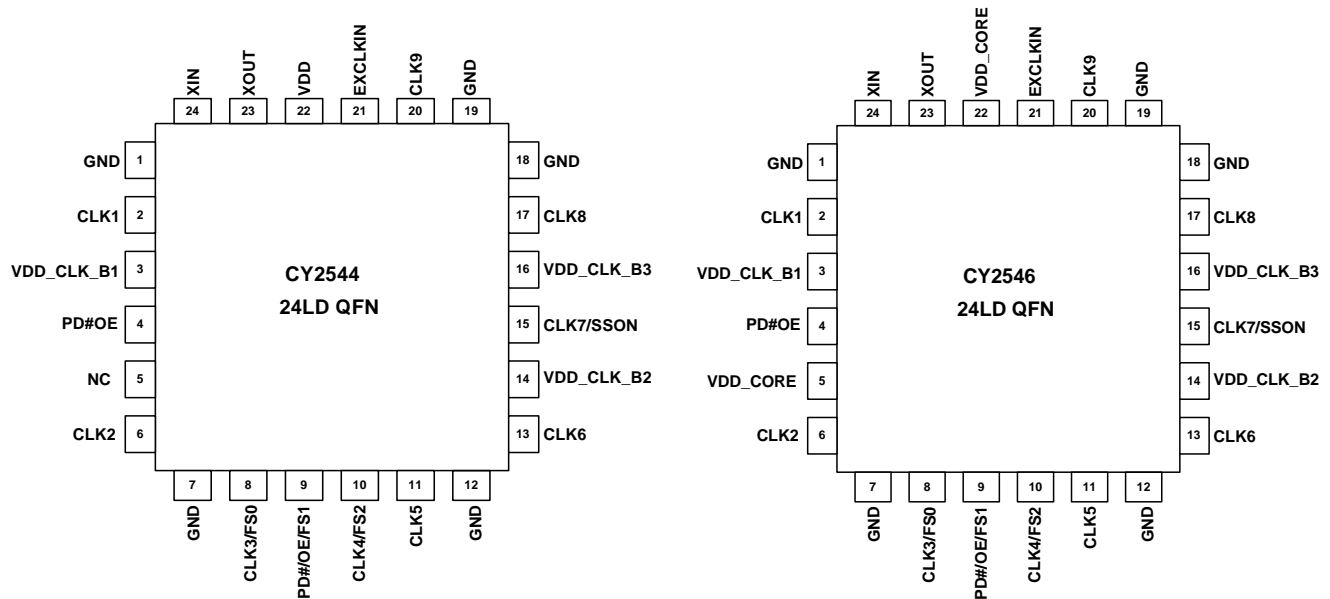 XIN
XOUT
VDD
EXCLKIN
CLK9
GND
24
23
22
21
20
19
GND 1
CLK1 2
VDD_CLK_B1 3
PD#OE 4
NC 5
CLK2 6
18 GND
17 CLK8
16 VDD_CLK_B3
15 CLK7/SSON
14 VDD_CLK_B2
13 CLK6
CY2544
24LD QFN
7
8
9
10
11
12
GND
CLK3/FS0
PD#/OE/FS1
CLK4/FS2
CLK5
GND
XIN
XOUT
VDD_CORE
EXCLKIN
CLK9
GND
24
23
22
21
20
19
GND 1
CLK1 2
VDD_CLK_B1 3
PD#OE 4
VDD_CORE 5
CLK2 6
18 GND
17 CLK8
16 VDD_CLK_B3
15 CLK7/SSON
14 VDD_CLK_B2
13 CLK6
CY2546
24LD QFN
7
8
9
10
11
12
GND
CLK3/FS0
PD#/OE/FS1
CLK4/FS2
CLK5
GND